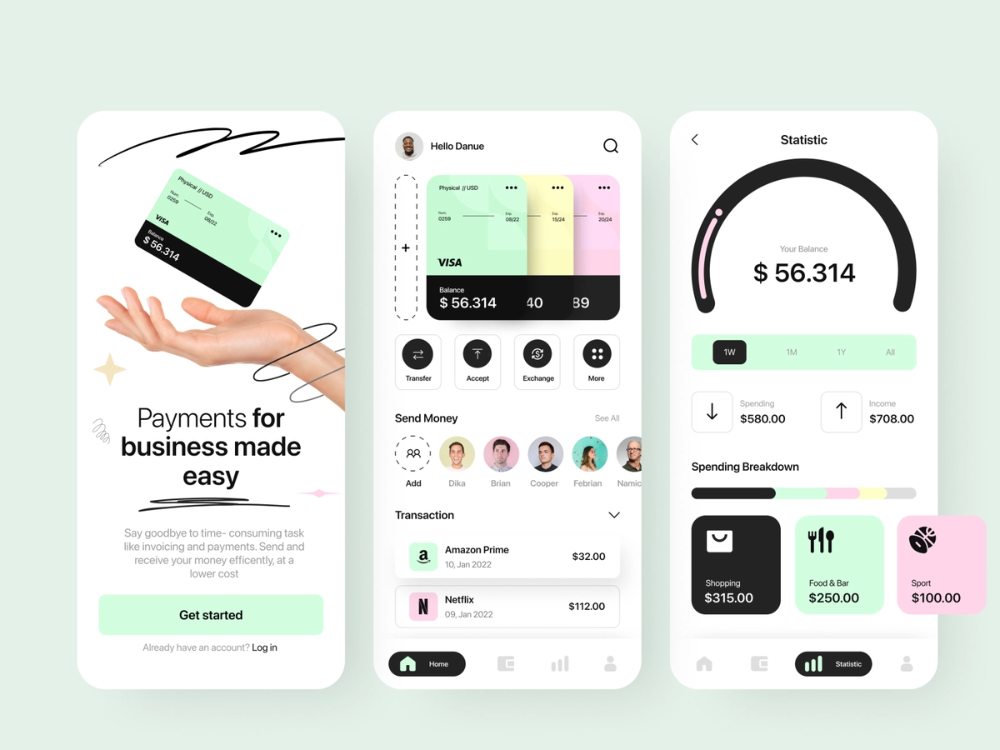 Physical // USD
Num.
0259
Exp.
08/22
VISA
Balance
$ 56.314
Payments for
business made
easy
Say goodbye to time- consuming task
like invoicing and payments. Send and
receive your money efficently, at a
lower cost
Get started
Already have an account? Log in
Hello Danue
Physical // USD
Num.
0259
Exp.
08/22
Exp.
15/24
Exp.
20/24
VISA
Balance
$ 56.314
40
89
+
Transfer
Accept
Exchange
More
Send Money
See All
Add
Dika
Brian
Cooper
Febrian
Namic
Transaction
a
Amazon Prime
10, Jan 2022
$32.00
N
Netflix
09, Jan 2022
$112.00
Home
Statistic
Your Balance
$ 56.314
1W
1M
1Y
All
Spending
$580.00
Income
$708.00
Spending Breakdown
Shopping
$315.00
Food & Bar
$250.00
Sport
$100.00
Statistic